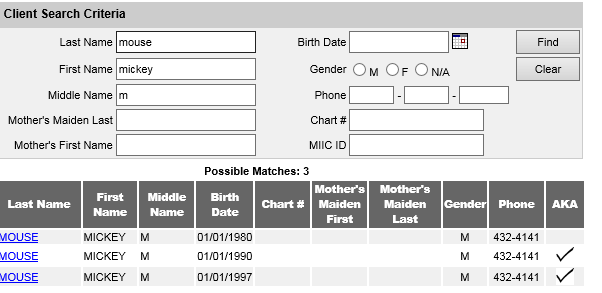 Client Search Criteria
Last Name mouse Birth Date Find
First Name mickey Gender M F N/A Clear
Middle Name m Phone - -
Mother's Maiden Last Chart #
Mother's First Name MIIC ID
Possible Matches: 3
Last Name First Name Middle Name Birth Date Chart # Mother's Maiden First Mother's Maiden Last Gender Phone AKA
MOUSE MICKEY M 01/01/1980 M 432-4141
MOUSE MICKEY M 01/01/1990 M 432-4141 ✓
MOUSE MICKEY M 01/01/1997 M 432-4141 ✓